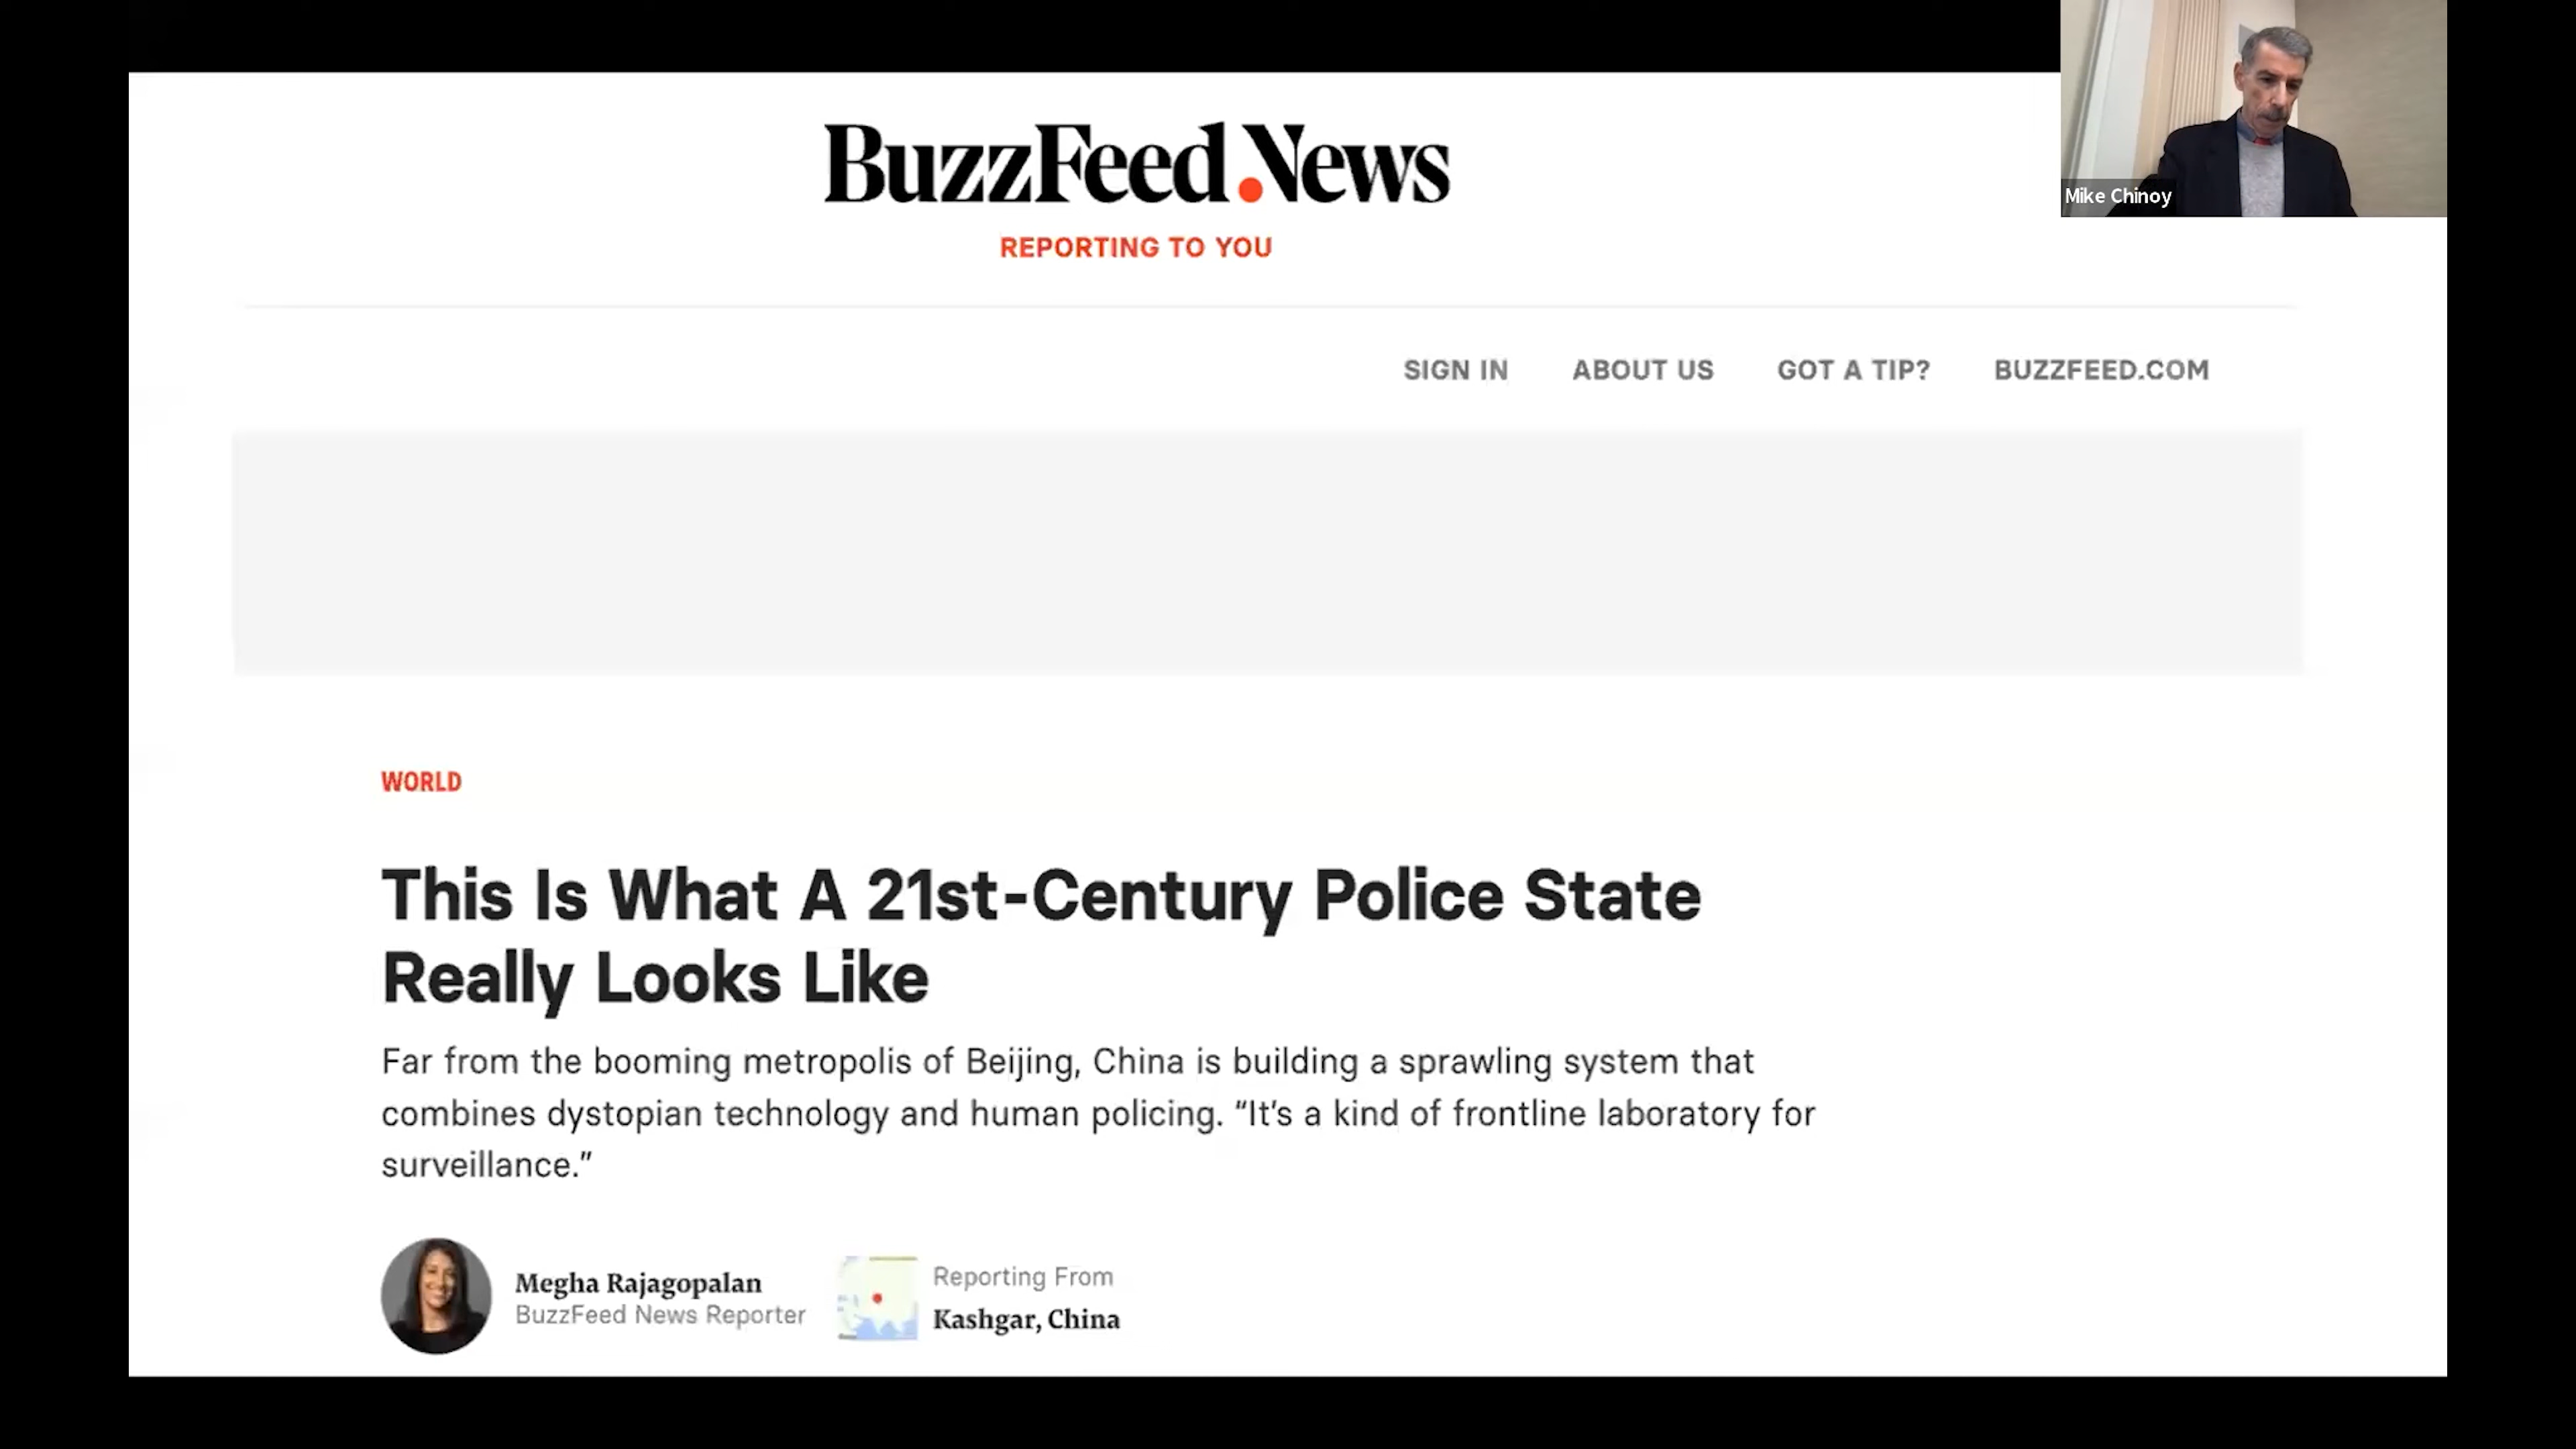 BuzzFeed News
REPORTING TO YOU
Mike Chinoy
SIGN IN ABOUT US GOT A TIP? BUZZFEED.COM
WORLD
This Is What A 21st-Century Police State
Really Looks Like
Far from the booming metropolis of Beijing, China is building a sprawling system that
combines dystopian technology and human policing. “It’s a kind of frontline laboratory for
surveillance.”
Megha Rajagopalan
BuzzFeed News Reporter
Reporting From
Kashgar, China